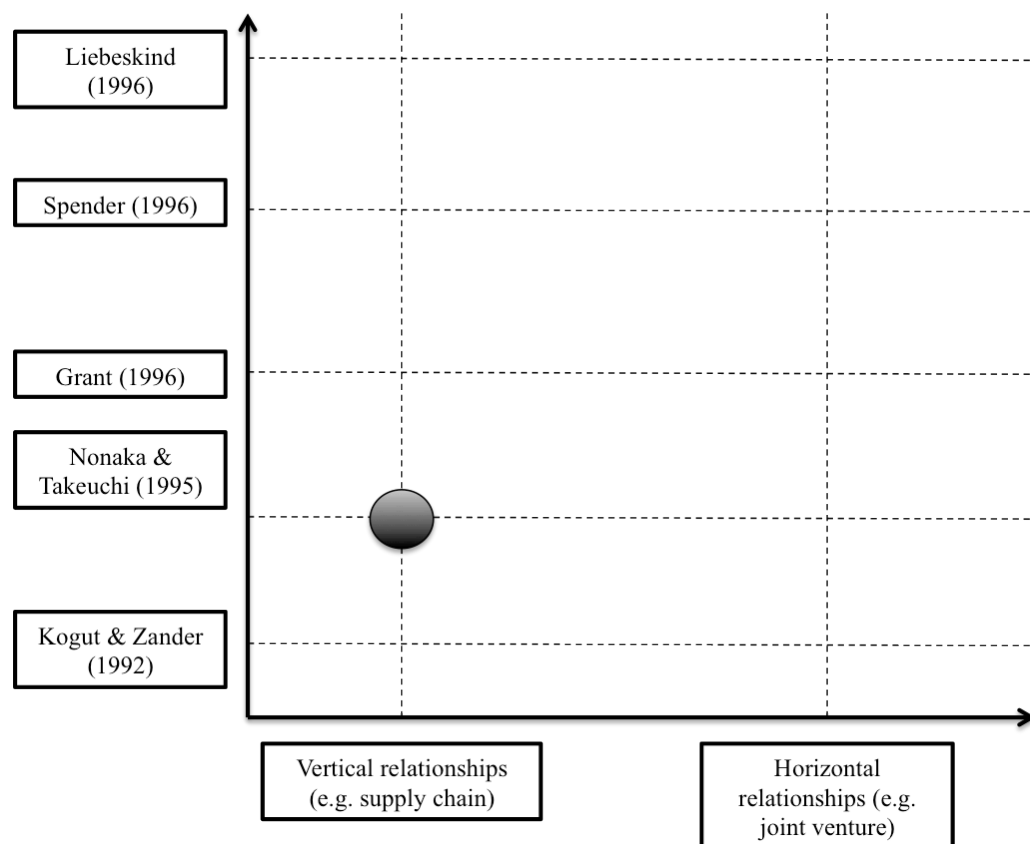 Liebeskind
(1996)
Spender (1996)
Grant (1996)
Nonaka &
Takeuchi (1995)
Kogut & Zander
(1992)
Vertical relationships
(e.g. supply chain)
Horizontal
relationships (e.g.
joint venture)